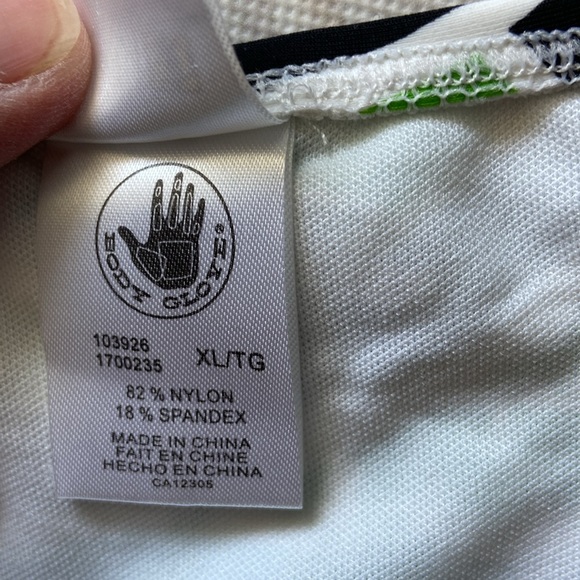 BODY GLOVE®
103926
1700235 XL/TG
82 % NYLON
18 % SPANDEX
MADE IN CHINA
FAIT EN CHINE
HECHO EN CHINA
CA12305